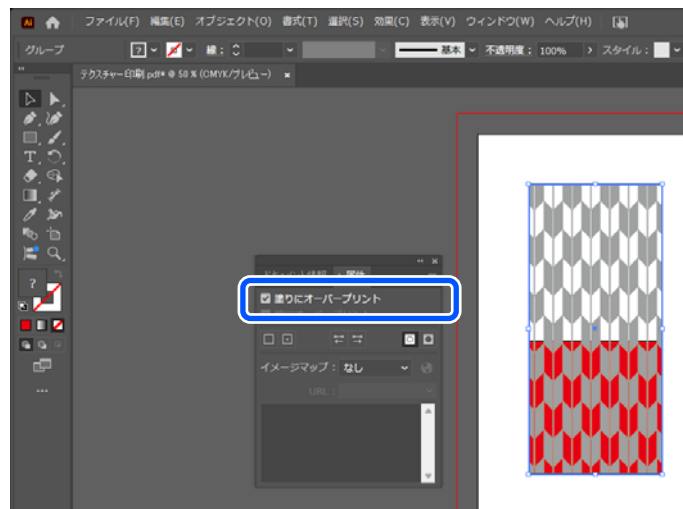 Ai ファイル(F) 編集(E) オブジェクト(O) 書式(T) 選択(S) 効果(C) 表示(V) ウィンドウ(W) ヘルプ(H)
グループ ? 線： 基本 不透明度： 100% スタイル：
テクスチャー印刷.pdf* @ 50 % (CMYK/プレビュー) ×
塗りにオーバープリント
イメージマップ： なし
URL：
T
?